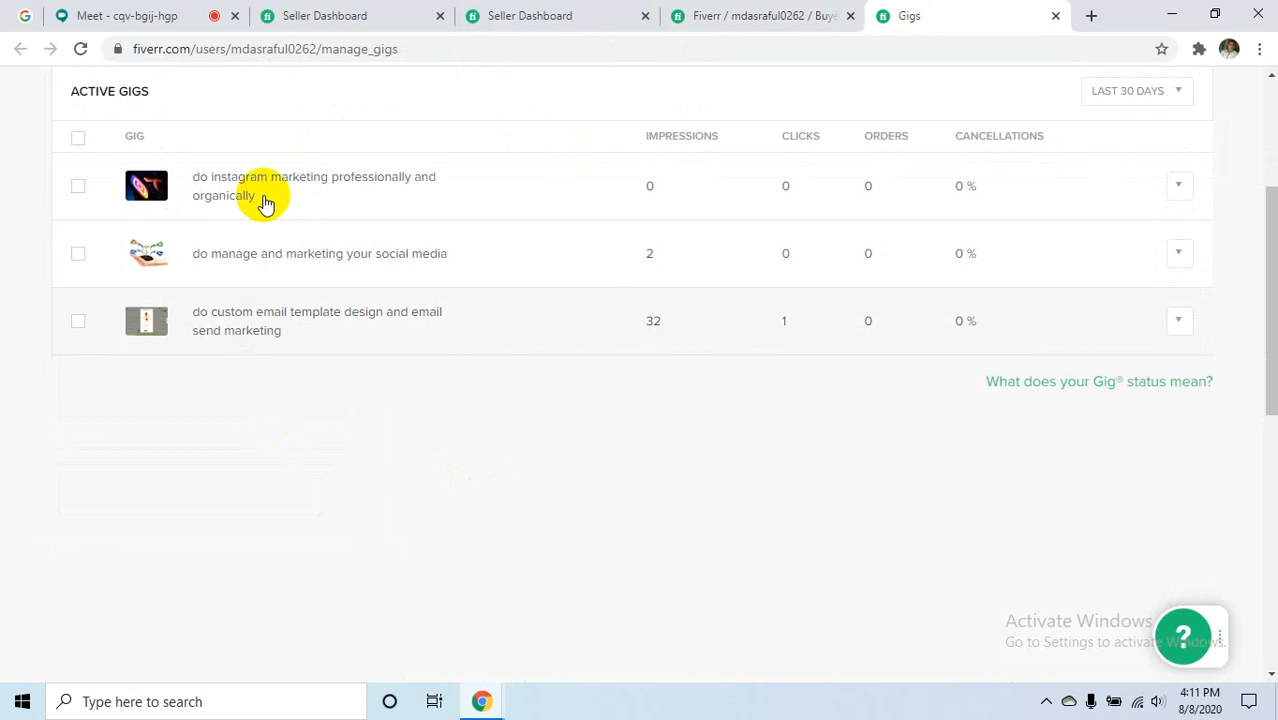 Meet - cqv-bgij-hgp
Seller Dashboard
Seller Dashboard
Fiverr / mdasraful0262 / Buye
Gigs
fiverr.com/users/mdasraful0262/manage_gigs
ACTIVE GIGS
LAST 30 DAYS
GIG IMPRESSIONS CLICKS ORDERS CANCELLATIONS
do instagram marketing professionally and
organically
0 0 0 0 %
do manage and marketing your social media 2 0 0 0 %
do custom email template design and email
send marketing
32 1 0 0 %
What does your Gig® status mean?
Activate Windows
Go to Settings to activate Windows.
?
Type here to search
4:11 PM
8/8/2020